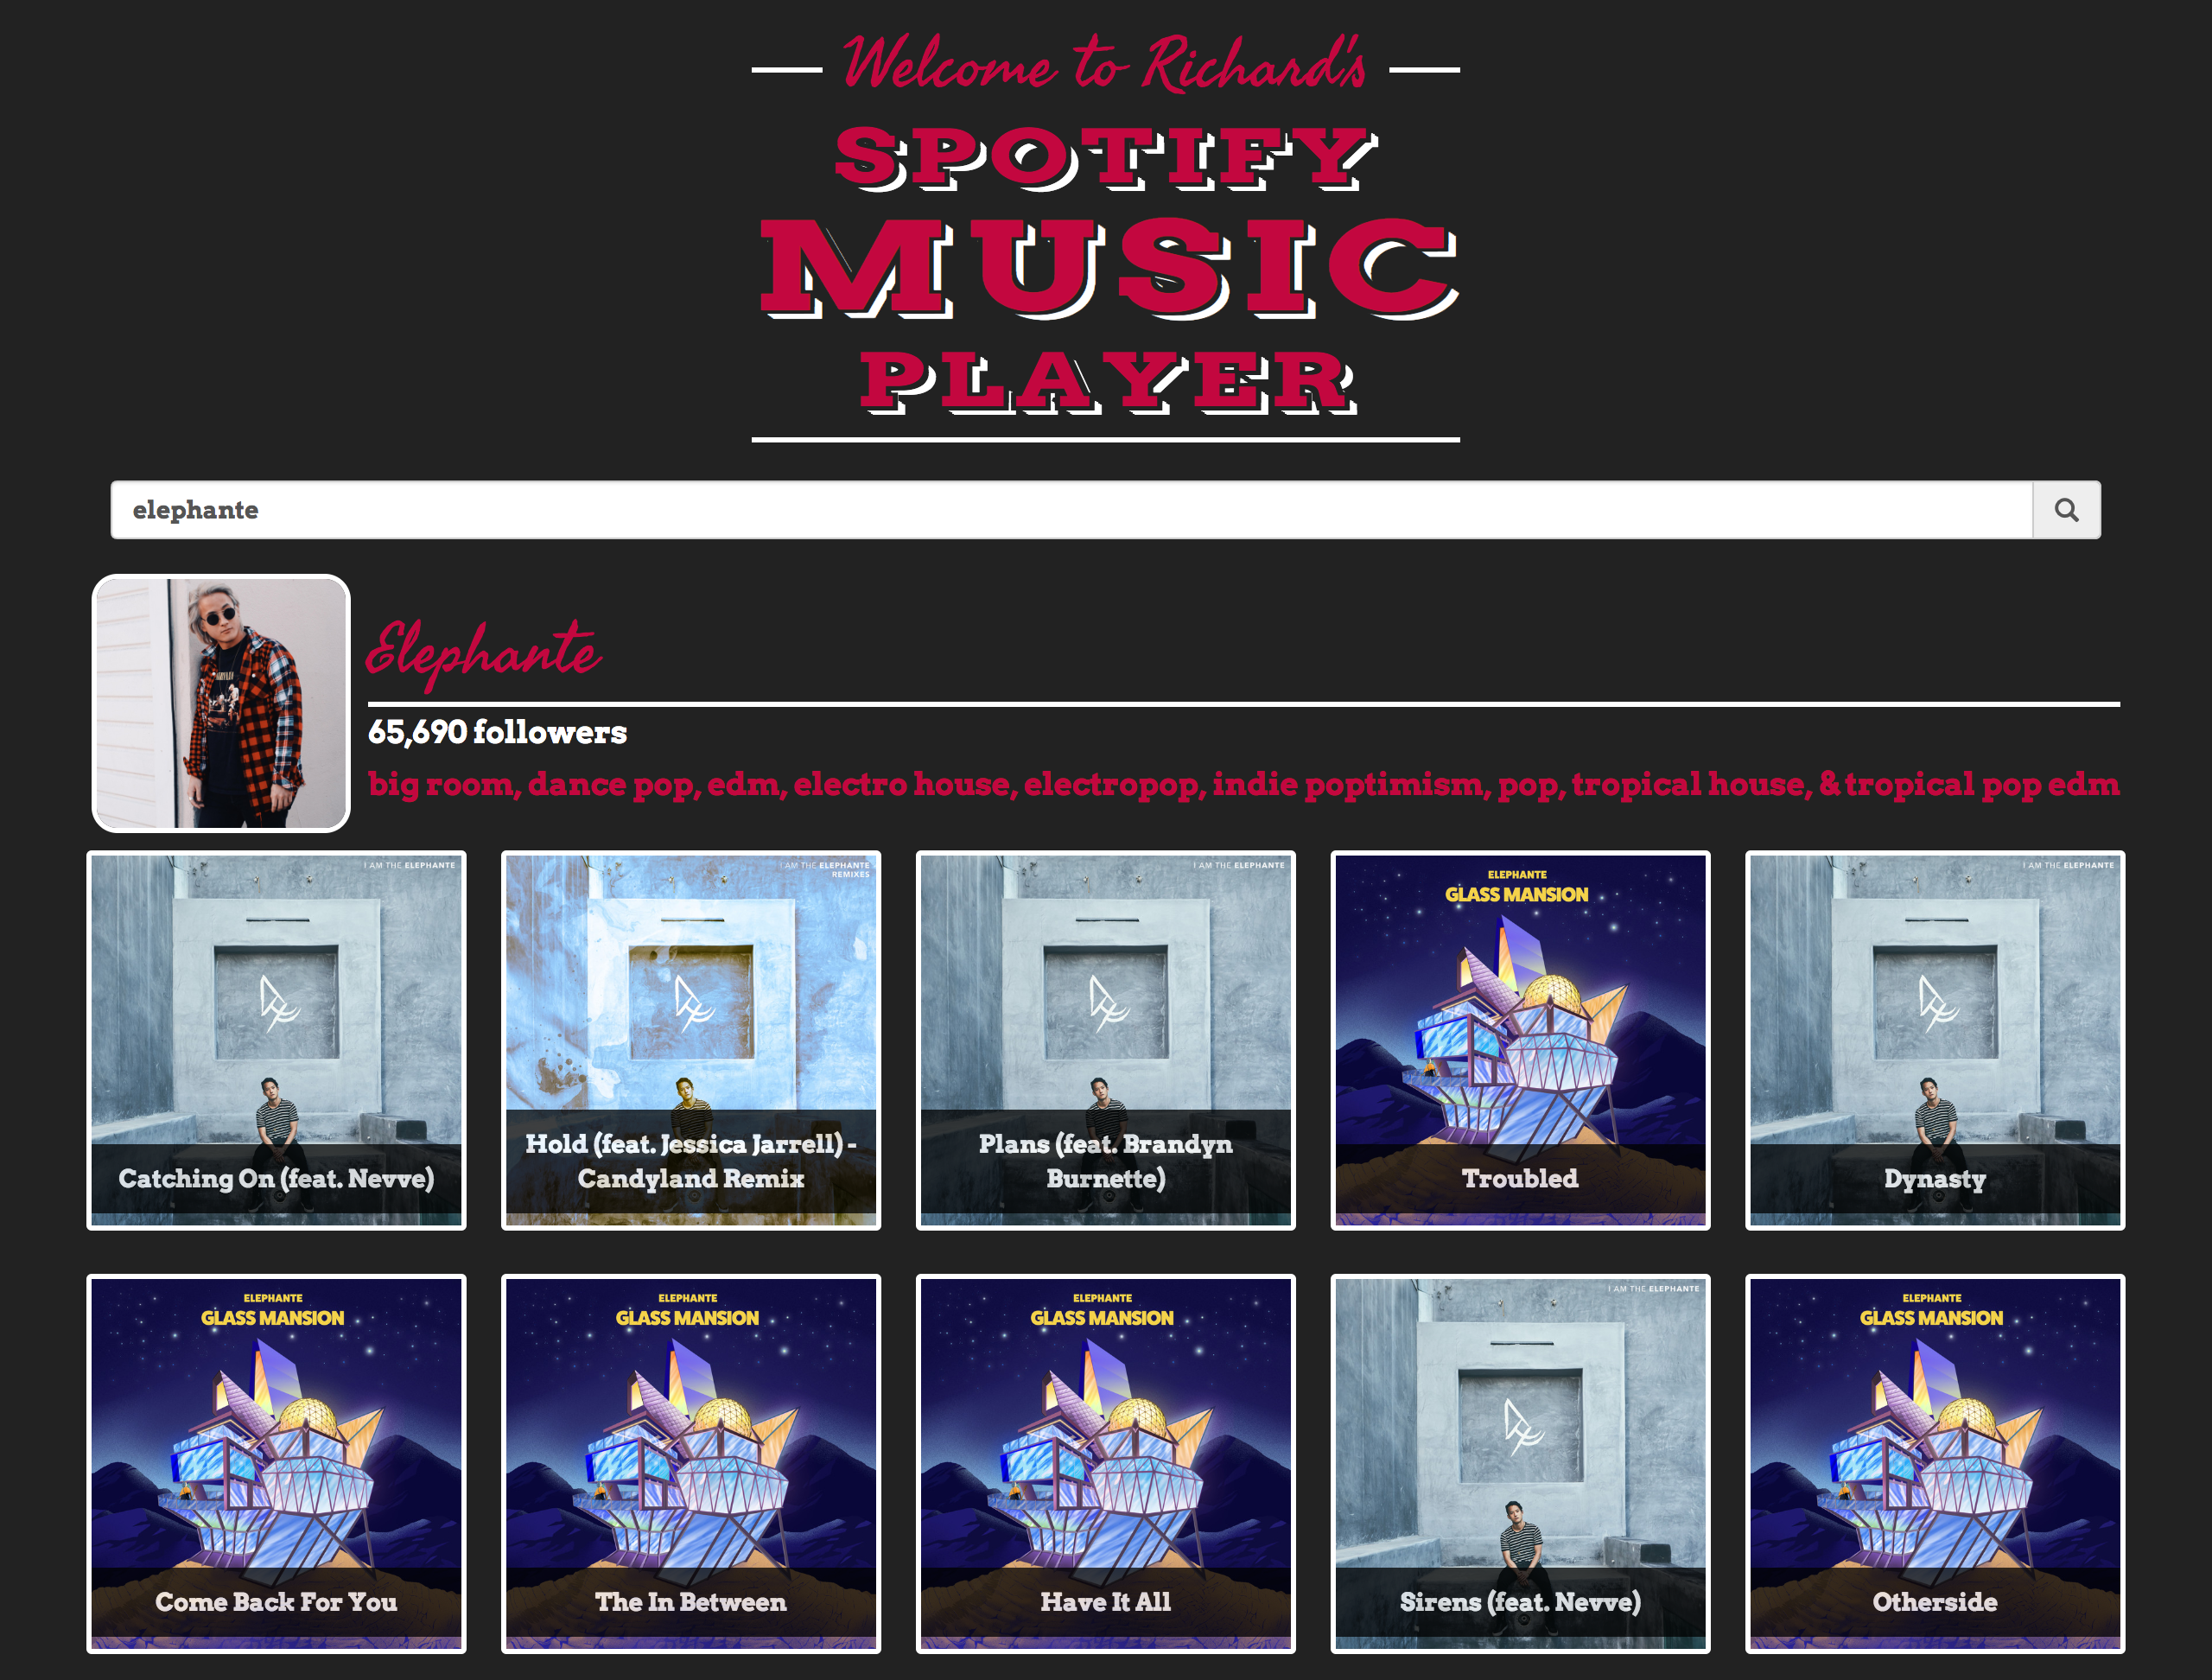 Welcome to Richard's
SPOTIFY
MUSIC
PLAYER
elephante
Elephante
65,690 followers
big room, dance pop, edm, electro house, electropop, indie poptimism, pop, tropical house, & tropical pop edm
I AM THE ELEPHANTE
Catching On (feat. Nevve)
I AM THE ELEPHANTE
REMIXES
Hold (feat. Jessica Jarrell) -
Candyland Remix
I AM THE ELEPHANTE
Plans (feat. Brandyn
Burnette)
ELEPHANTE
GLASS MANSION
Troubled
I AM THE ELEPHANTE
Dynasty
ELEPHANTE
GLASS MANSION
Come Back For You
ELEPHANTE
GLASS MANSION
The In Between
ELEPHANTE
GLASS MANSION
Have It All
I AM THE ELEPHANTE
Sirens (feat. Nevve)
ELEPHANTE
GLASS MANSION
Otherside